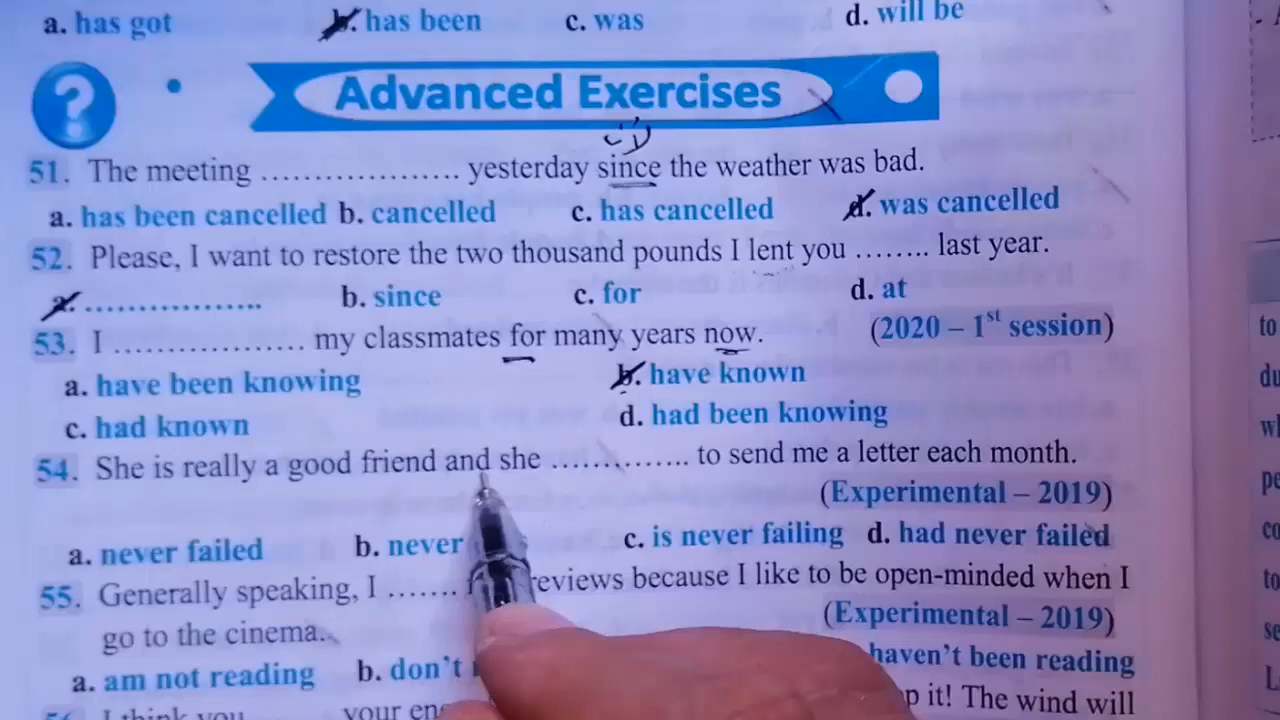 a. has got b. has been c. was d. will be
? Advanced Exercises
51. The meeting .................... yesterday since the weather was bad.
a. has been cancelled b. cancelled c. has cancelled d. was cancelled
52. Please, I want to restore the two thousand pounds I lent you ........ last year.
a. .................. b. since c. for d. at
53. I .................... my classmates for many years now. (2020 – 1st session)
a. have been knowing b. have known
c. had known d. had been knowing
54. She is really a good friend and she .............. to send me a letter each month.
(Experimental – 2019)
a. never failed b. never c. is never failing d. had never failed
55. Generally speaking, I ....... reviews because I like to be open-minded when I
go to the cinema. (Experimental – 2019)
a. am not reading b. don't haven't been reading
I think you your p it! The wind will